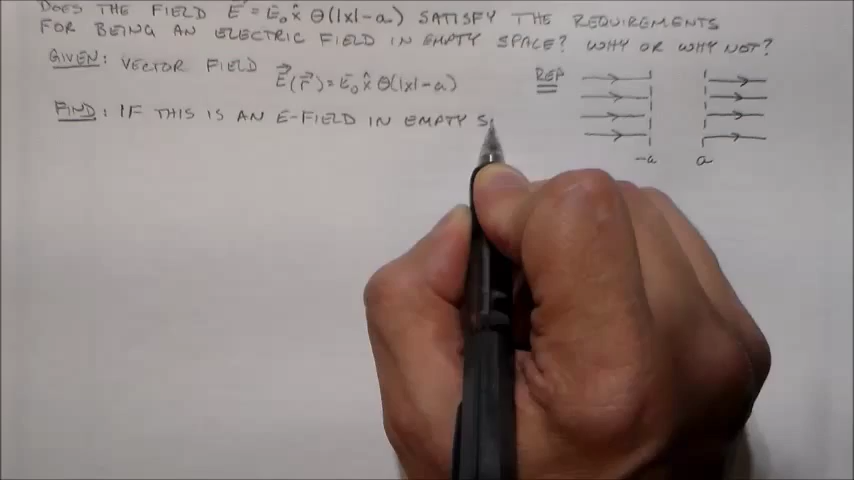 DOES THE FIELD E⃗ = E₀ x̂ Θ(|x|-a) SATISFY THE REQUIREMENTS
FOR BEING AN ELECTRIC FIELD IN EMPTY SPACE? WHY OR WHY NOT?
GIVEN: VECTOR FIELD E⃗(r⃗) = E₀ x̂ Θ(|x|-a)
REP
FIND: IF THIS IS AN E-FIELD IN EMPTY S
-a a